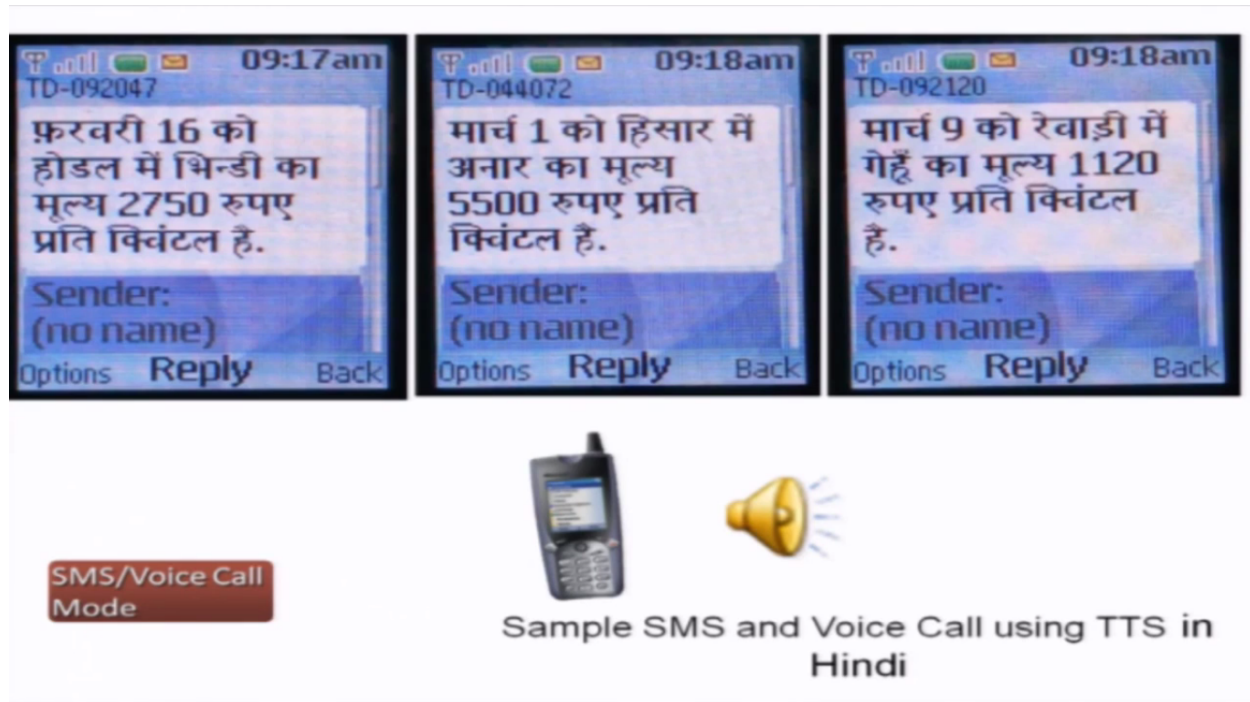 09:17am
TD-092047
फ़रवरी 16 को
होडल में भिन्डी का
मूल्य 2750 रुपए
प्रति क्विंटल है.
Sender:
(no name)
Options Reply Back
09:18am
TD-044072
मार्च 1 को हिसार में
अनार का मूल्य
5500 रुपए प्रति
क्विंटल है.
Sender:
(no name)
Options Reply Back
09:18am
TD-092120
मार्च 9 को रेवाड़ी में
गेहूँ का मूल्य 1120
रुपए प्रति क्विंटल
है.
Sender:
(no name)
Options Reply Back
SMS/Voice Call
Mode
Sample SMS and Voice Call using TTS in
Hindi